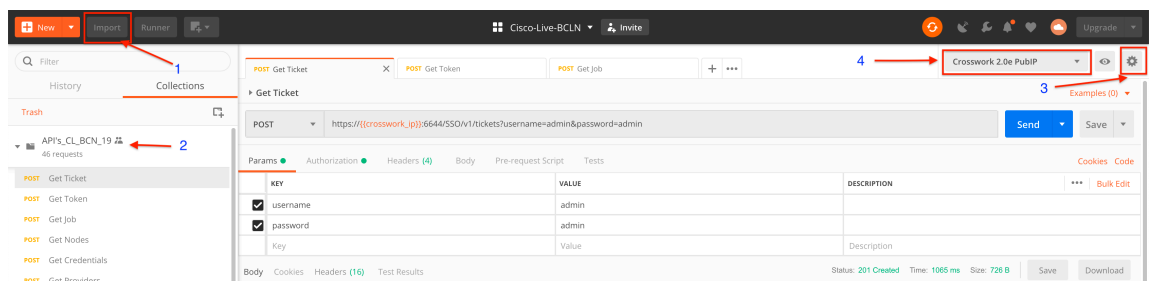 New Import Runner Cisco-Live-BCLN Invite Upgrade
Filter
1
History Collections
Trash
API's_CL_BCN_19
46 requests
2
POST Get Ticket
POST Get Token
POST Get Job
POST Get Nodes
POST Get Credentials
POST Get Providers
POST Get Ticket X POST Get Token POST Get Job + •••
4 Crosswork 2.0e PubIP
3
Get Ticket Examples (0)
POST https://{{crosswork_ip}}:6644/SSO/v1/tickets?username=admin&password=admin Send Save
Params Authorization Headers (4) Body Pre-request Script Tests Cookies Code
KEY VALUE DESCRIPTION ••• Bulk Edit
username admin
password admin
Key Value Description
Body Cookies Headers (16) Test Results Status: 201 Created Time: 1065 ms Size: 726 B Save Download